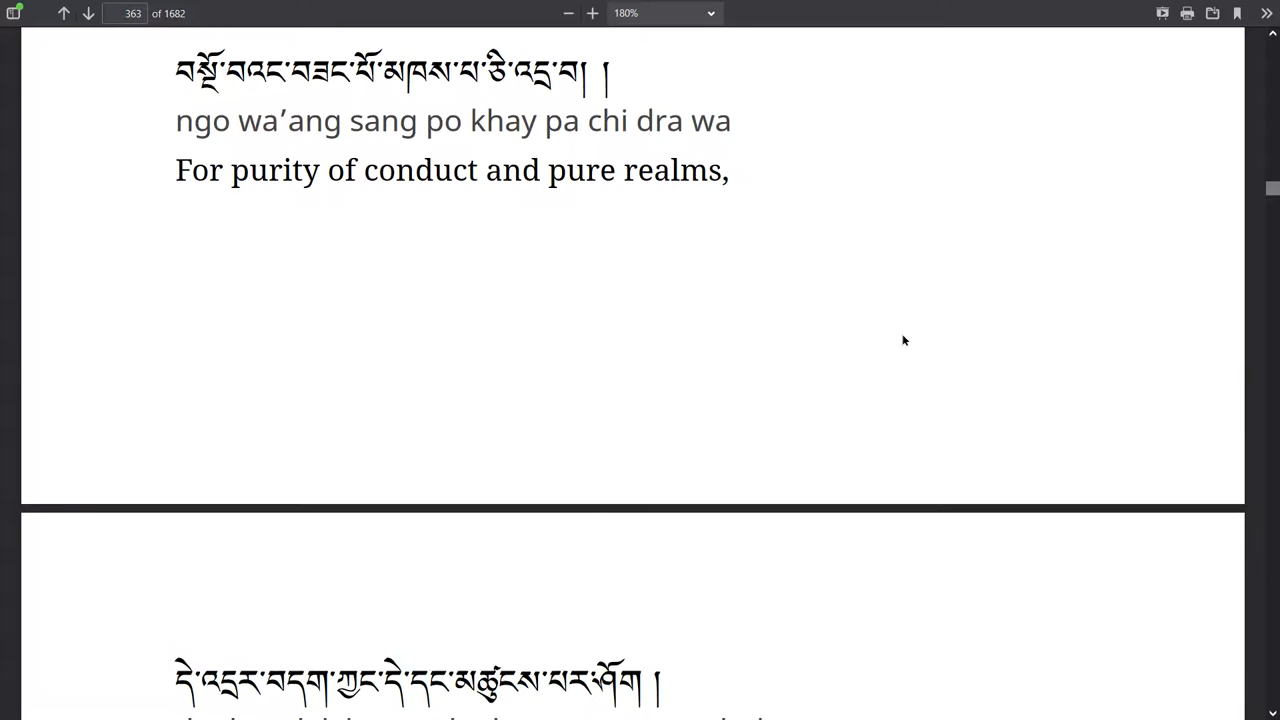 363 of 1682
180%
བསྔོ་བའང་བཟང་པོ་མཁས་པ་ཅི་འདྲ་བ། །
ngo wa’ang sang po khay pa chi dra wa
For purity of conduct and pure realms,
དེ་འདྲར་བདག་ཀྱང་དེ་དང་མཚུངས་པར་ཤོག །